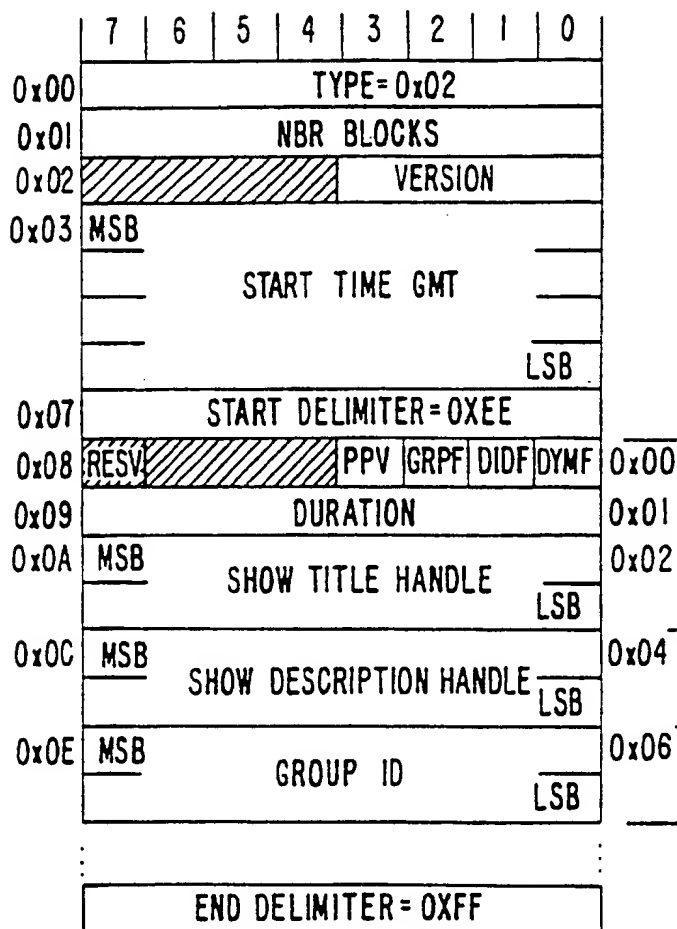 7 6 5 4 3 2 1 0
0x00 TYPE=0x02
0x01 NBR BLOCKS
0x02 VERSION
0x03 MSB
START TIME GMT
LSB
0x07 START DELIMITER=0XEE
0x08 RESV PPV GRPF DIDF DYMF 0x00
0x09 DURATION 0x01
0x0A MSB 0x02
SHOW TITLE HANDLE
LSB
0x0C MSB 0x04
SHOW DESCRIPTION HANDLE
LSB
0x0E MSB 0x06
GROUP ID
LSB
END DELIMITER=0XFF